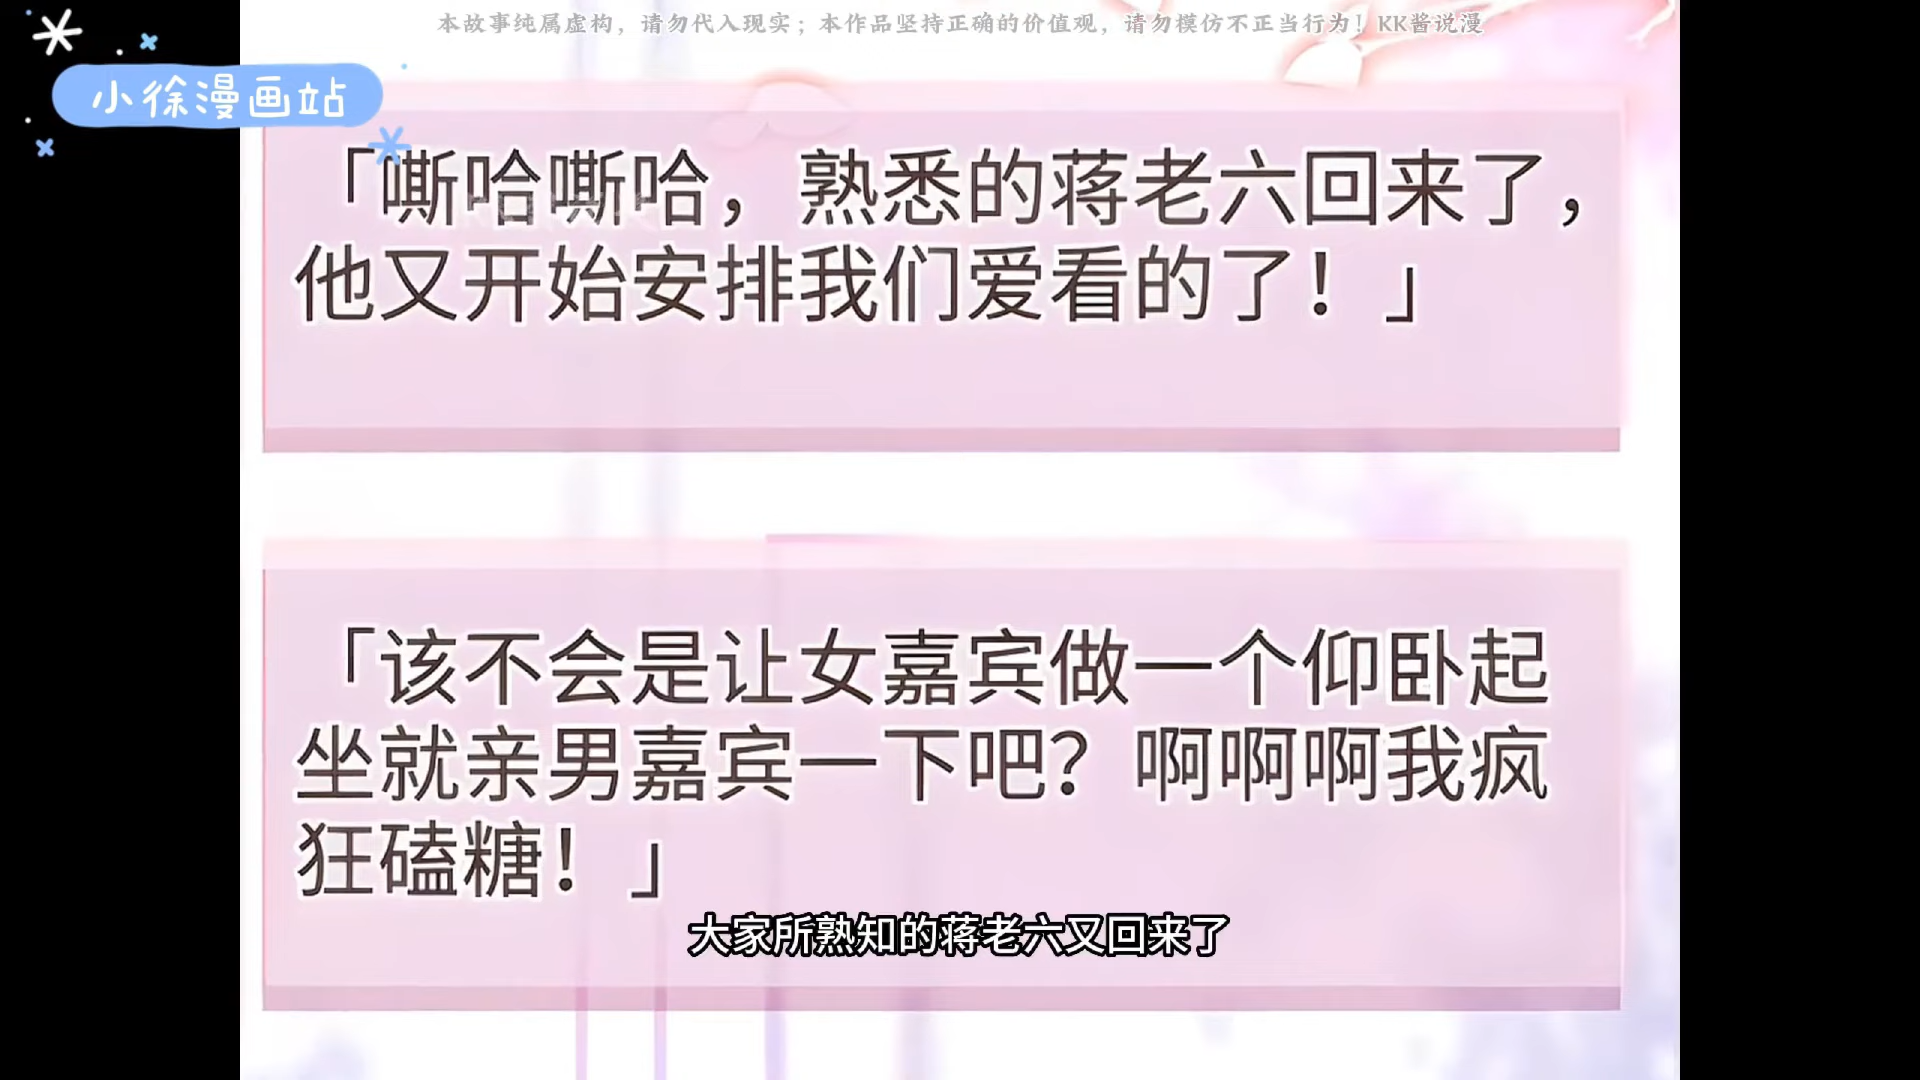 本故事纯属虚构，请勿代入现实；本作品坚持正确的价值观，请勿模仿不正当行为！KK酱说漫
小徐漫画站
「嘶哈嘶哈，熟悉的蒋老六回来了，
他又开始安排我们爱看的了！」
「该不会是让女嘉宾做一个仰卧起
坐就亲男嘉宾一下吧？啊啊啊我疯
狂磕糖！」
大家所熟知的蒋老六又回来了